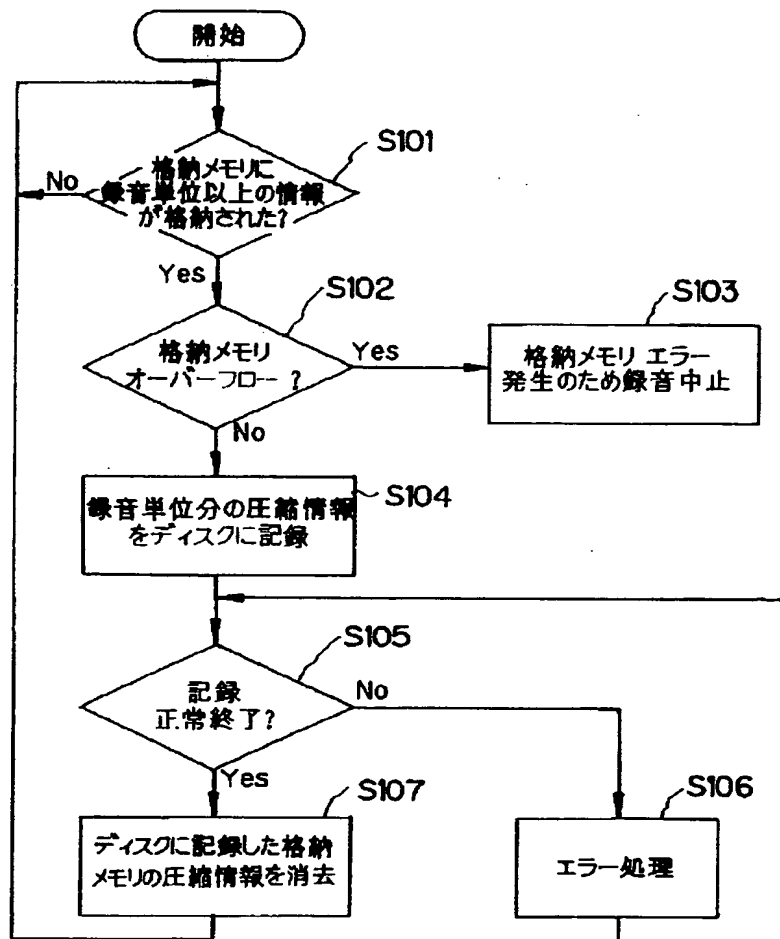 開始
S101
格納メモリに
録音単位以上の情報
が格納された?
No
Yes
S102
格納メモリ
オーバーフロー?
Yes
No
S103
格納メモリ エラー
発生のため録音中止
S104
録音単位分の圧縮情報
をディスクに記録
S105
記録
正常終了?
No
Yes
S107
ディスクに記録した格納
メモリの圧縮情報を消去
S106
エラー処理